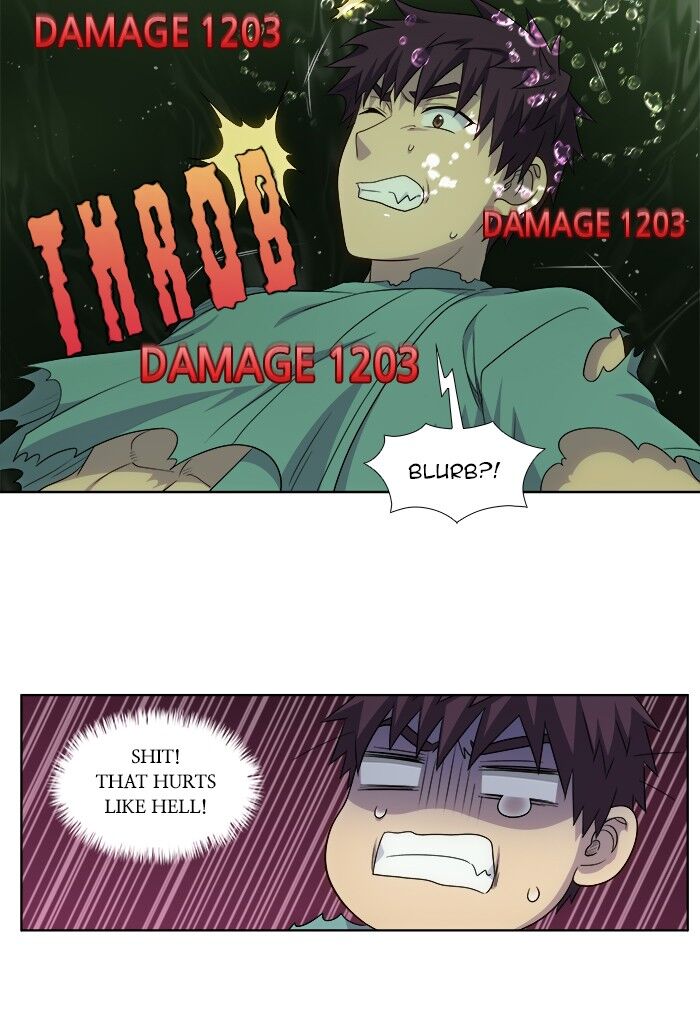 DAMAGE 1203
THROB
DAMAGE 1203
DAMAGE 1203
BLURB?!
SHIT!
THAT HURTS
LIKE HELL!